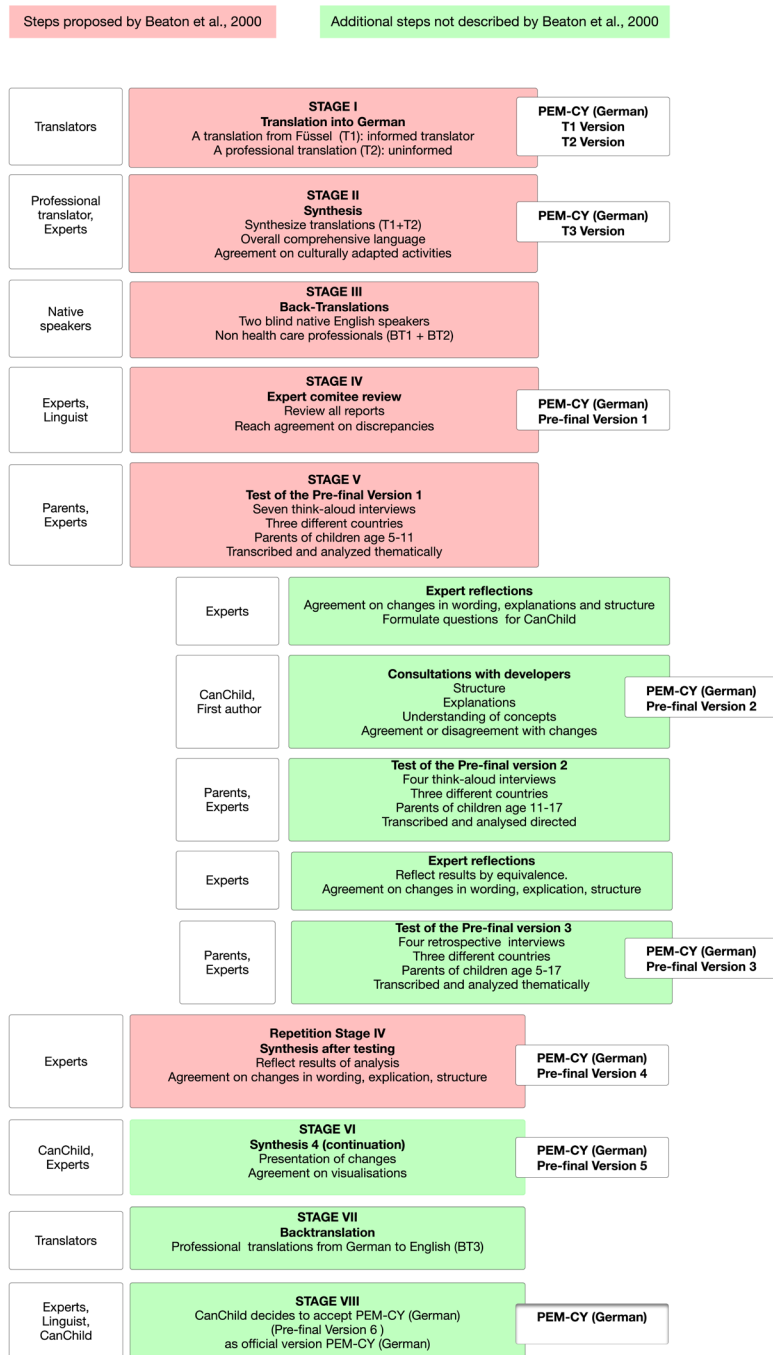 Steps proposed by Beaton et al., 2000
Additional steps not described by Beaton et al., 2000
Translators
STAGE I
Translation into German
A translation from Füssel (T1): informed translator
A professional translation (T2): uninformed
PEM-CY (German)
T1 Version
T2 Version
Professional
translator,
Experts
STAGE II
Synthesis
Synthesize translations (T1+T2)
Overall comprehensive language
Agreement on culturally adapted activities
PEM-CY (German)
T3 Version
Native
speakers
STAGE III
Back-Translations
Two blind native English speakers
Non health care professionals (BT1 + BT2)
Experts,
Linguist
STAGE IV
Expert comitee review
Review all reports
Reach agreement on discrepancies
PEM-CY (German)
Pre-final Version 1
Parents,
Experts
STAGE V
Test of the Pre-final Version 1
Seven think-aloud interviews
Three different countries
Parents of children age 5-11
Transcribed and analyzed thematically
Experts
Expert reflections
Agreement on changes in wording, explanations and structure
Formulate questions for CanChild
CanChild,
First author
Consultations with developers
Structure
Explanations
Understanding of concepts
Agreement or disagreement with changes
PEM-CY (German)
Pre-final Version 2
Parents,
Experts
Test of the Pre-final version 2
Four think-aloud interviews
Three different countries
Parents of children age 11-17
Transcribed and analysed directed
Experts
Expert reflections
Reflect results by equivalence.
Agreement on changes in wording, explication, structure
Parents,
Experts
Test of the Pre-final version 3
Four retrospective interviews
Three different countries
Parents of children age 5-17
Transcribed and analyzed thematically
PEM-CY (German)
Pre-final Version 3
Experts
Repetition Stage IV
Synthesis after testing
Reflect results of analysis
Agreement on changes in wording, explication, structure
PEM-CY (German)
Pre-final Version 4
CanChild,
Experts
STAGE VI
Synthesis 4 (continuation)
Presentation of changes
Agreement on visualisations
PEM-CY (German)
Pre-final Version 5
Translators
STAGE VII
Backtranslation
Professional translations from German to English (BT3)
Experts,
Linguist,
CanChild
STAGE VIII
CanChild decides to accept PEM-CY (German)
(Pre-final Version 6 )
as official version PEM-CY (German)
PEM-CY (German)